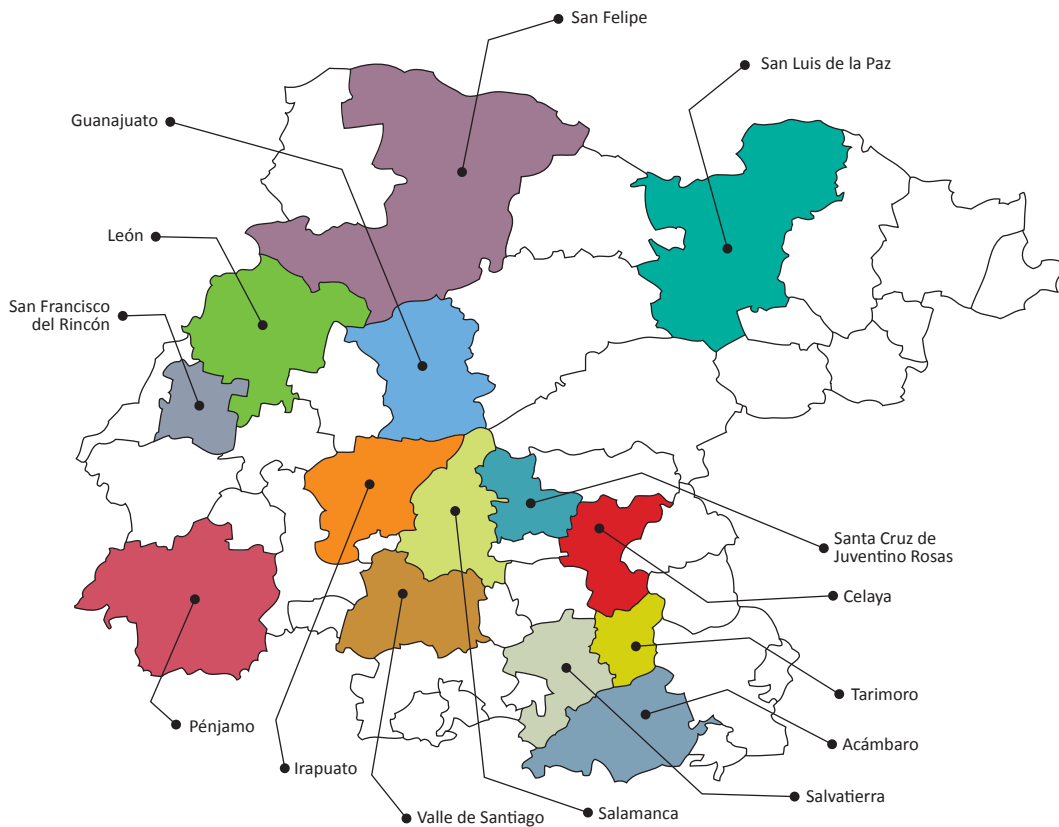 San Felipe
San Luis de la Paz
Guanajuato
León
San Francisco
del Rincón
Santa Cruz de
Juventino Rosas
Celaya
Tarimoro
Pénjamo
Acámbaro
Irapuato
Salvatierra
Valle de Santiago
Salamanca